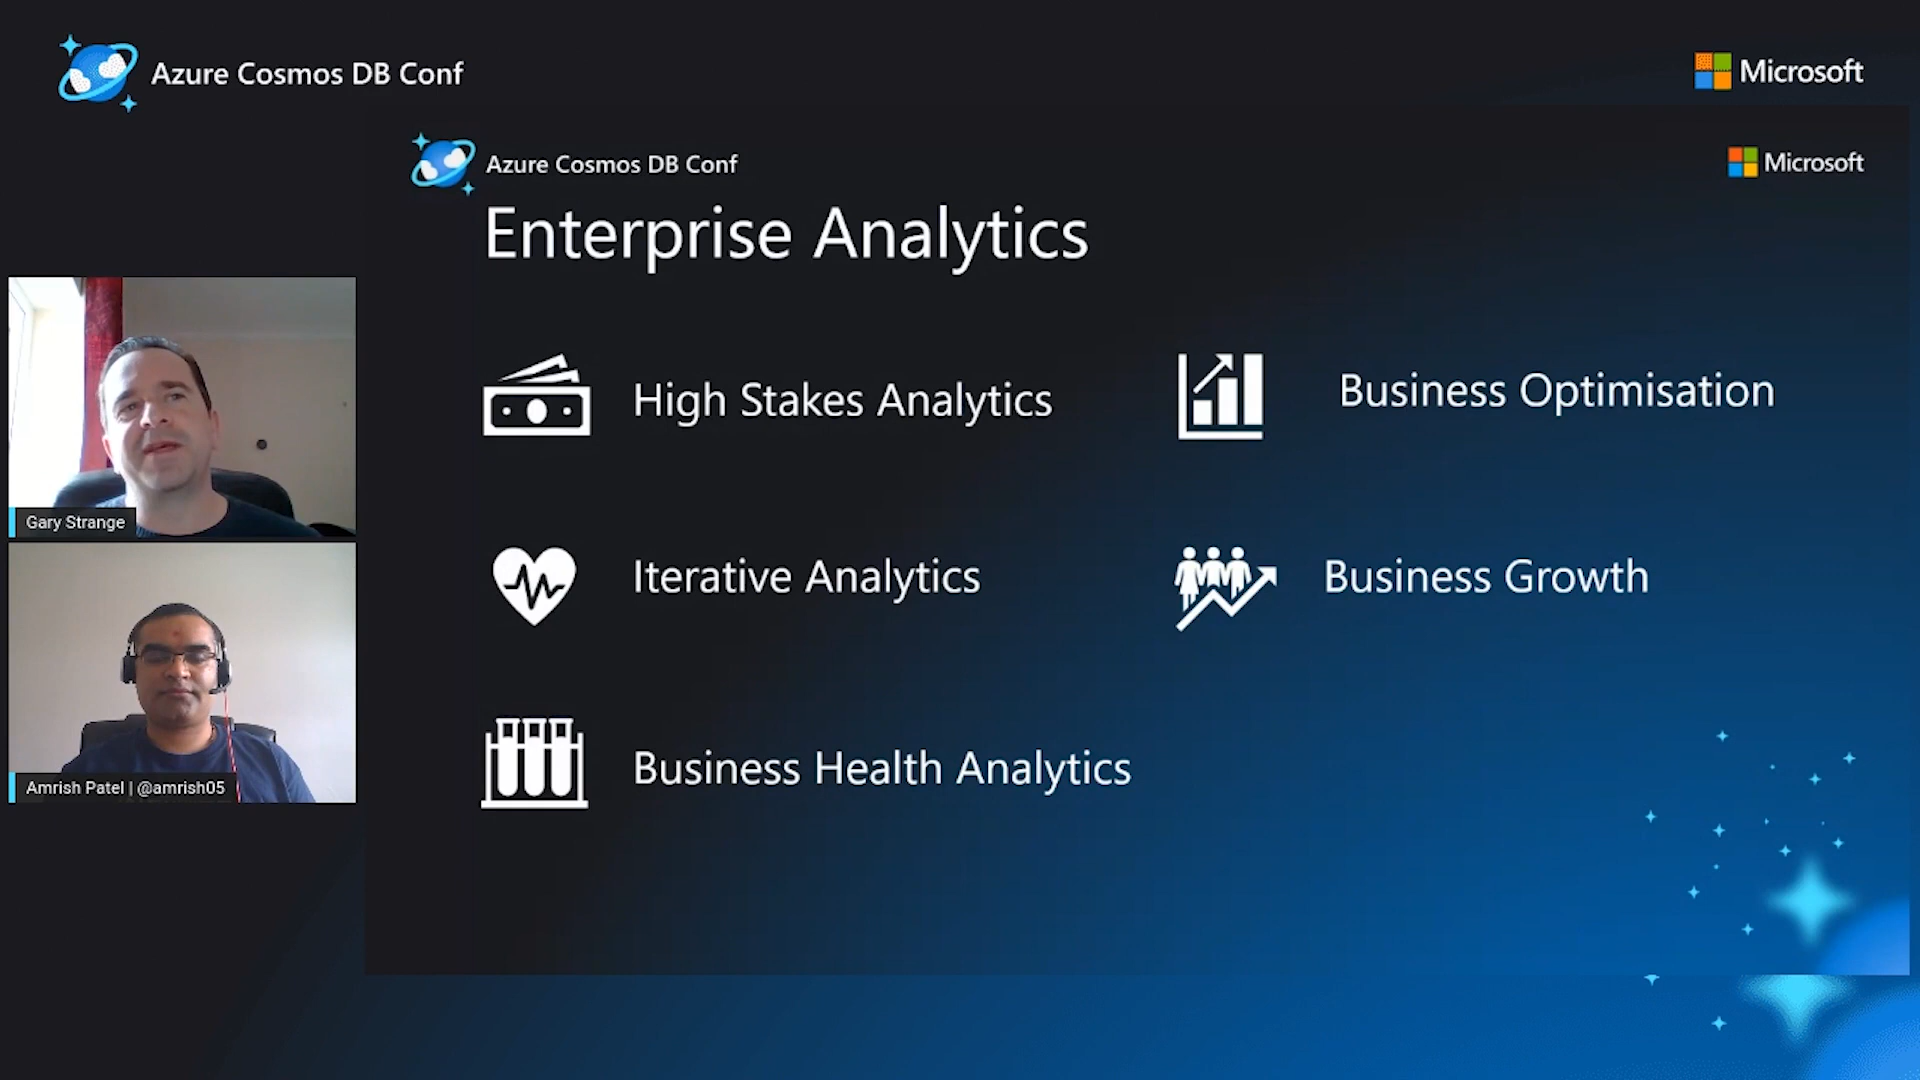 Azure Cosmos DB Conf
Microsoft
Azure Cosmos DB Conf
Microsoft
Enterprise Analytics
High Stakes Analytics
Business Optimisation
Iterative Analytics
Business Growth
Business Health Analytics
Gary Strange
Amrish Patel | @amrish05